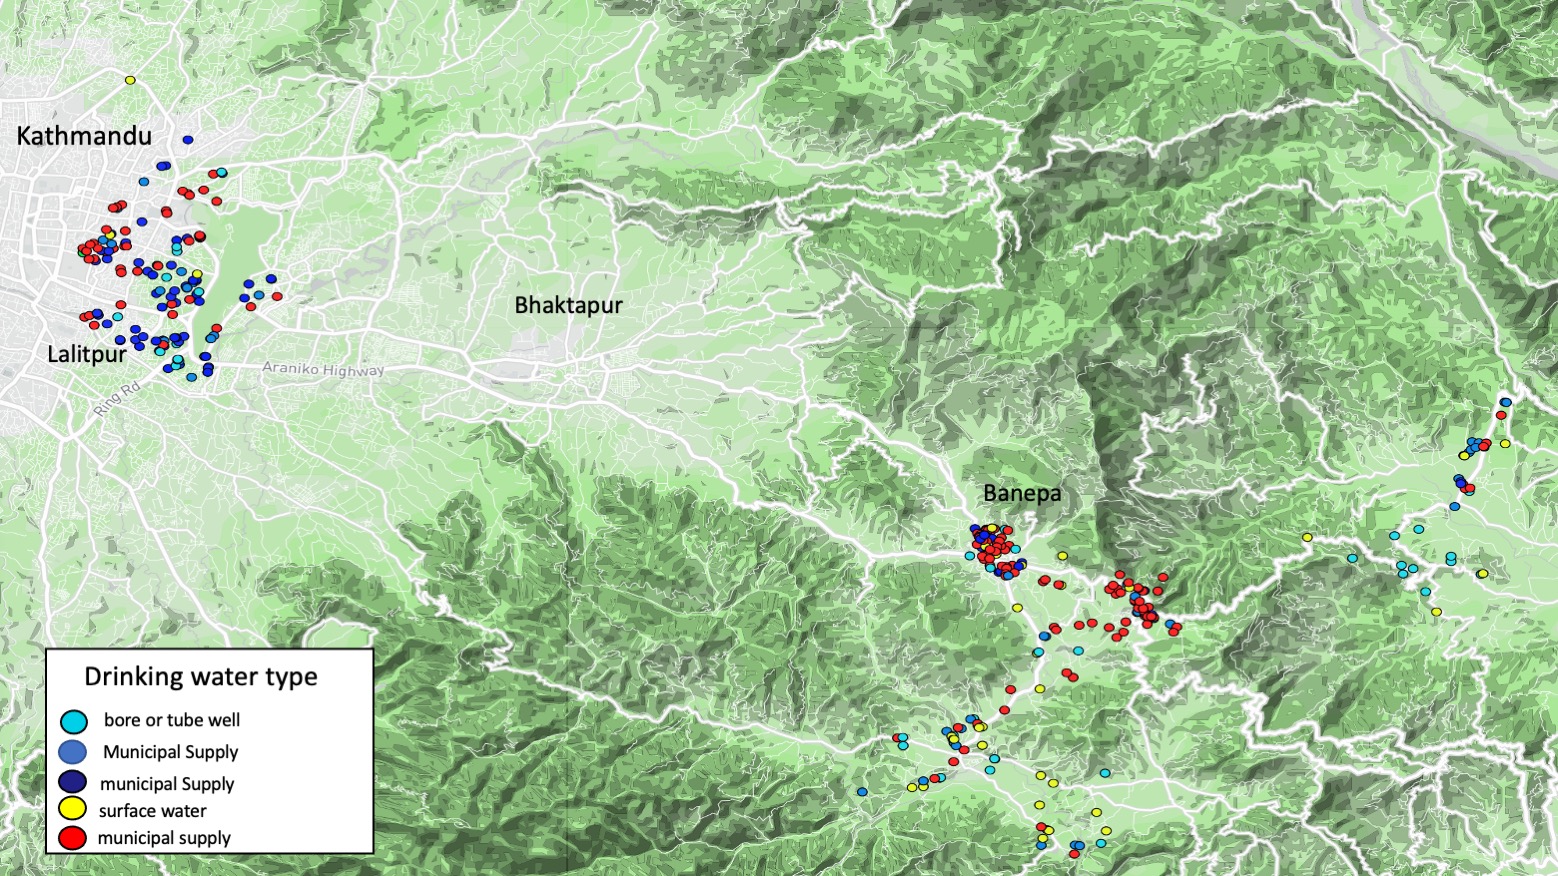 Kathmandu
Bhaktapur
Lalitpur
Araniko Highway
Ring Rd
Banepa
Drinking water type
bore or tube well
Municipal Supply
municipal Supply
surface water
municipal supply